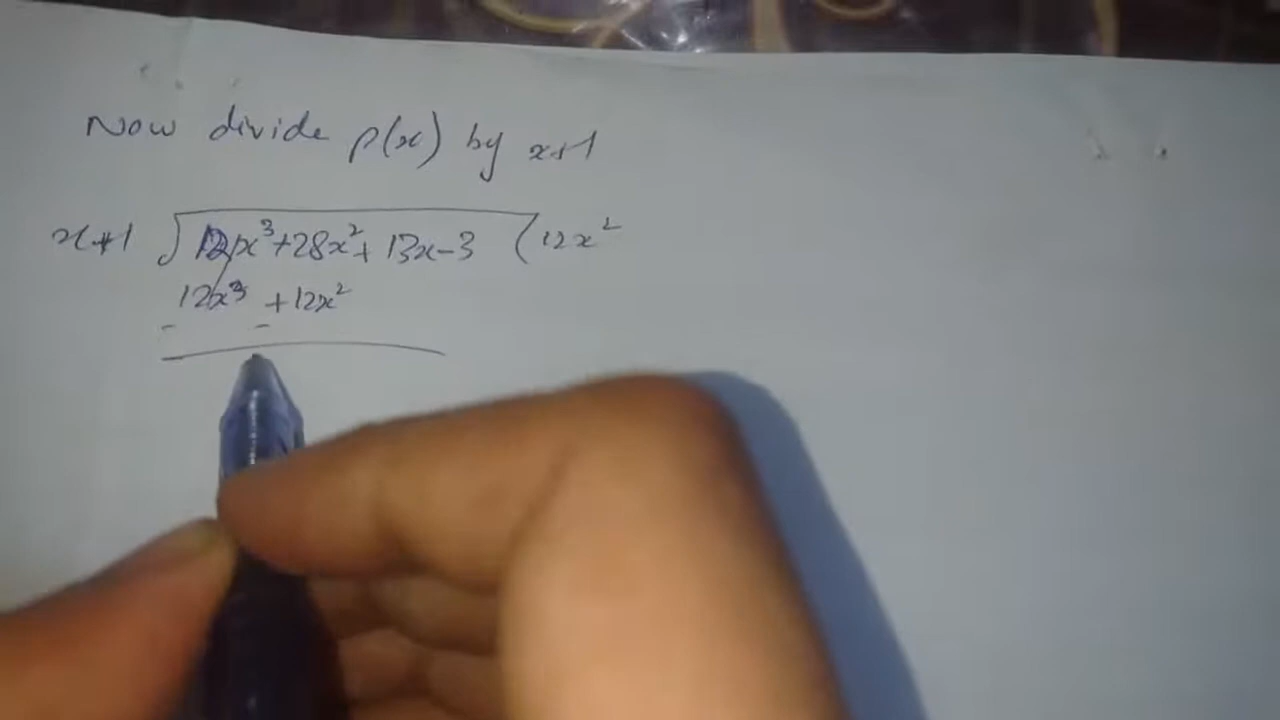 Now divide p(x) by x+1
x+1 ) 12x³+28x²+13x-3 ( 12x²
12x³ +12x²
- -